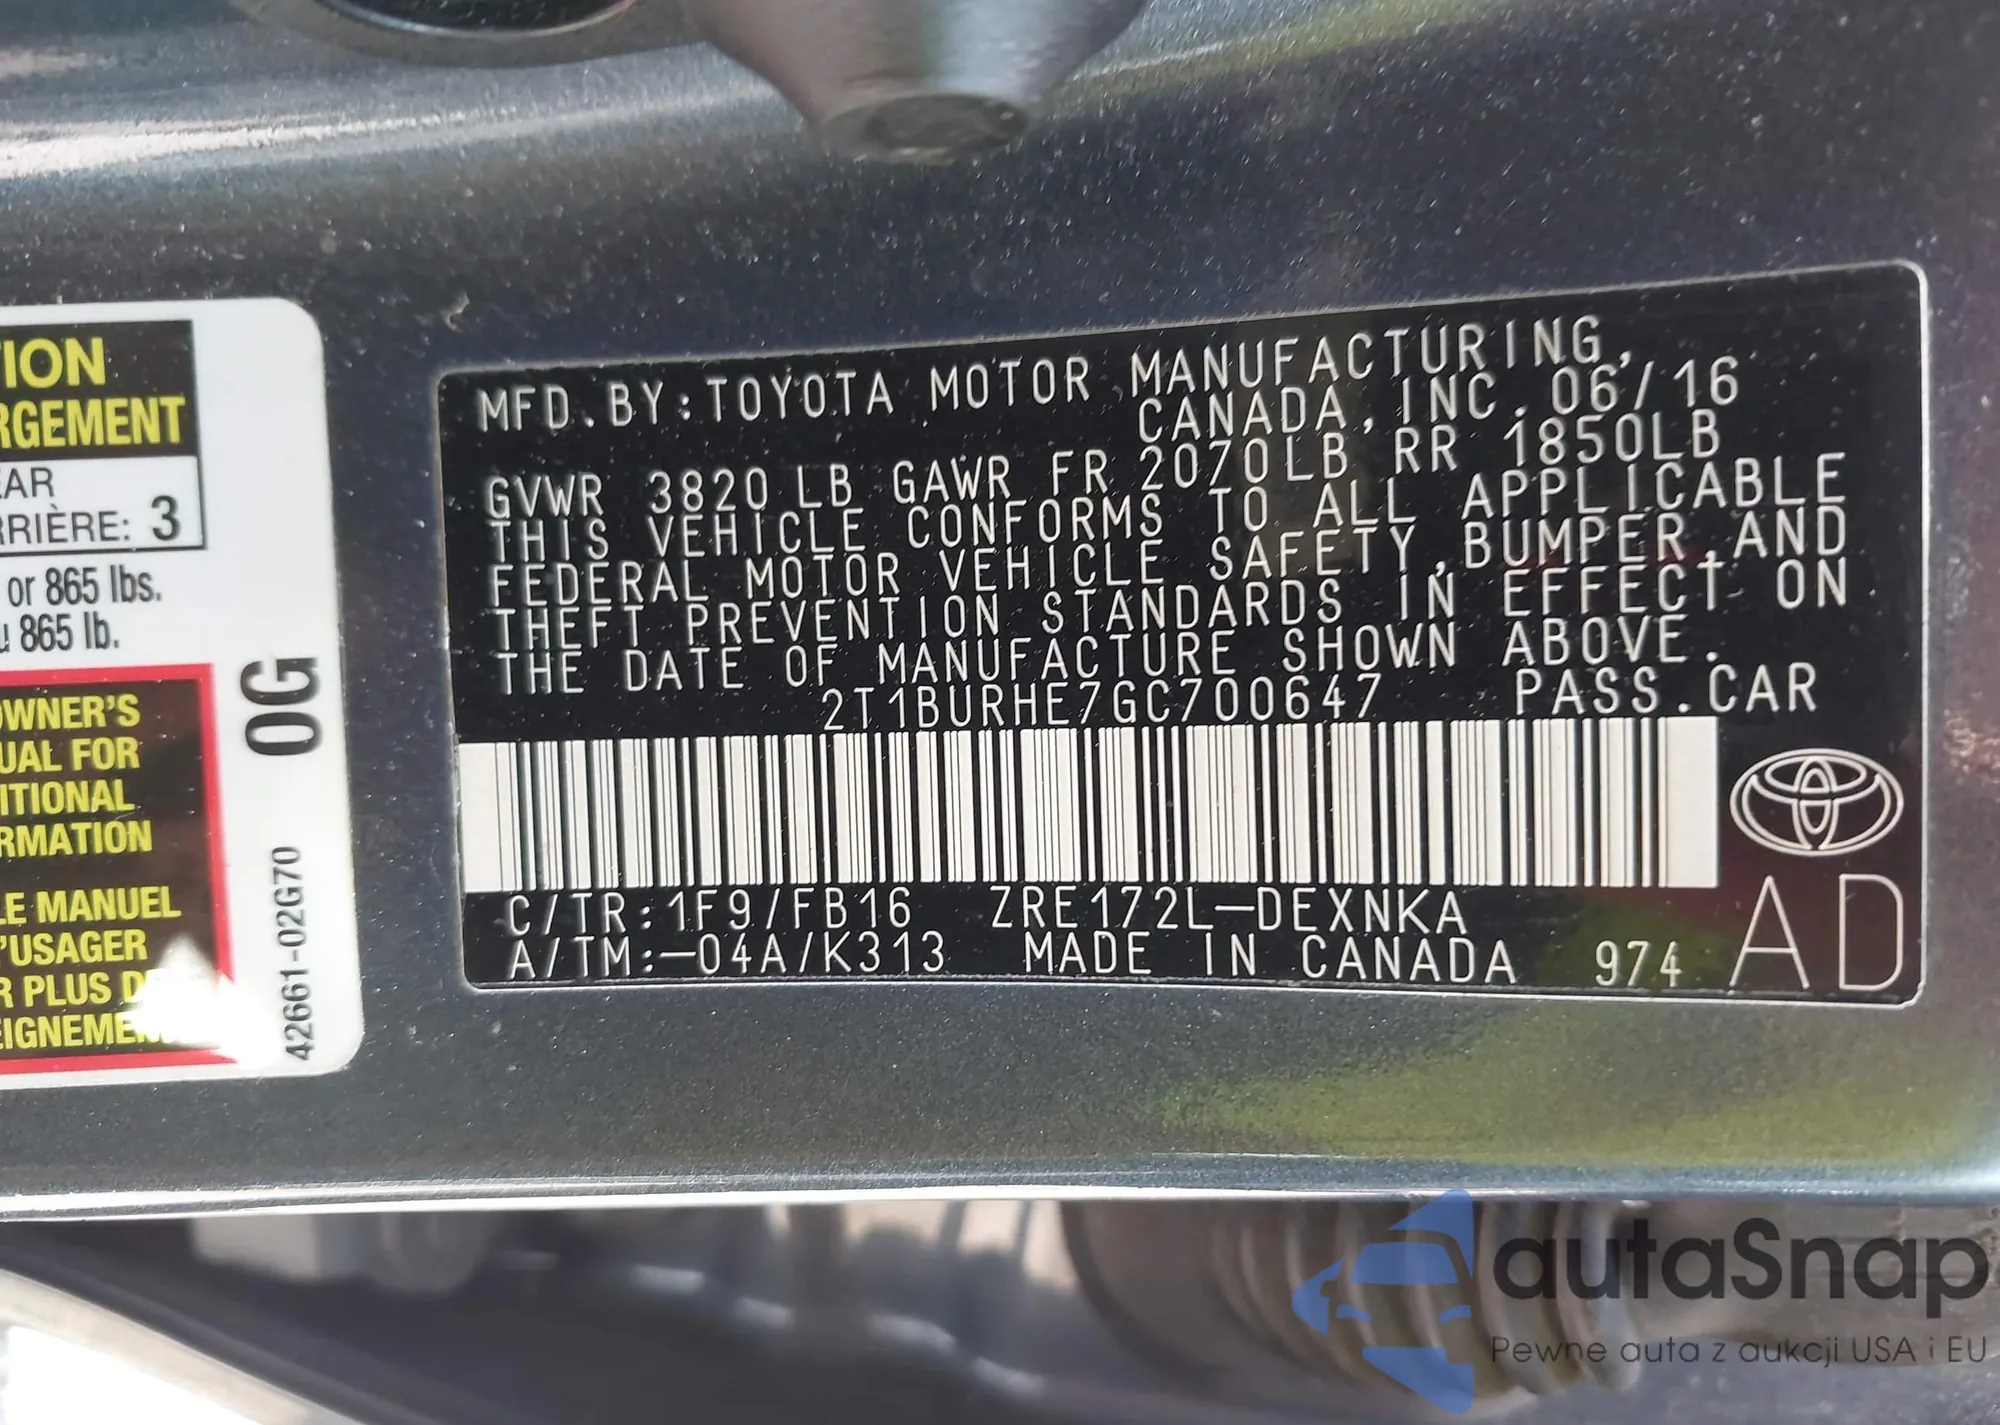 TION
RGEMENT
EAR
RRIÈRE: 3
or 865 lbs.
u 865 lb.
OWNER'S
UAL FOR
ITIONAL
ORMATION
LE MANUEL
'USAGER
R PLUS D
EIGNEMEN
0G
42661-02G70
MFD.BY:TOYOTA MOTOR MANUFACTURING,
CANADA,INC. 06/16
GVWR 3820LB GAWR FR 2070LB RR 1850LB
THIS VEHICLE CONFORMS TO ALL APPLICABLE
FEDERAL MOTOR VEHICLE SAFETY,BUMPER,AND
THEFT PREVENTION STANDARDS IN EFFECT ON
THE DATE OF MANUFACTURE SHOWN ABOVE.
2T1BURHE7GC700647 PASS.CAR
C/TR:1F9/FB16 ZRE172L-DEXNKA
A/TM:-04A/K313 MADE IN CANADA 974
AD
autaSnap
Pewne auta z aukcji USA i EU